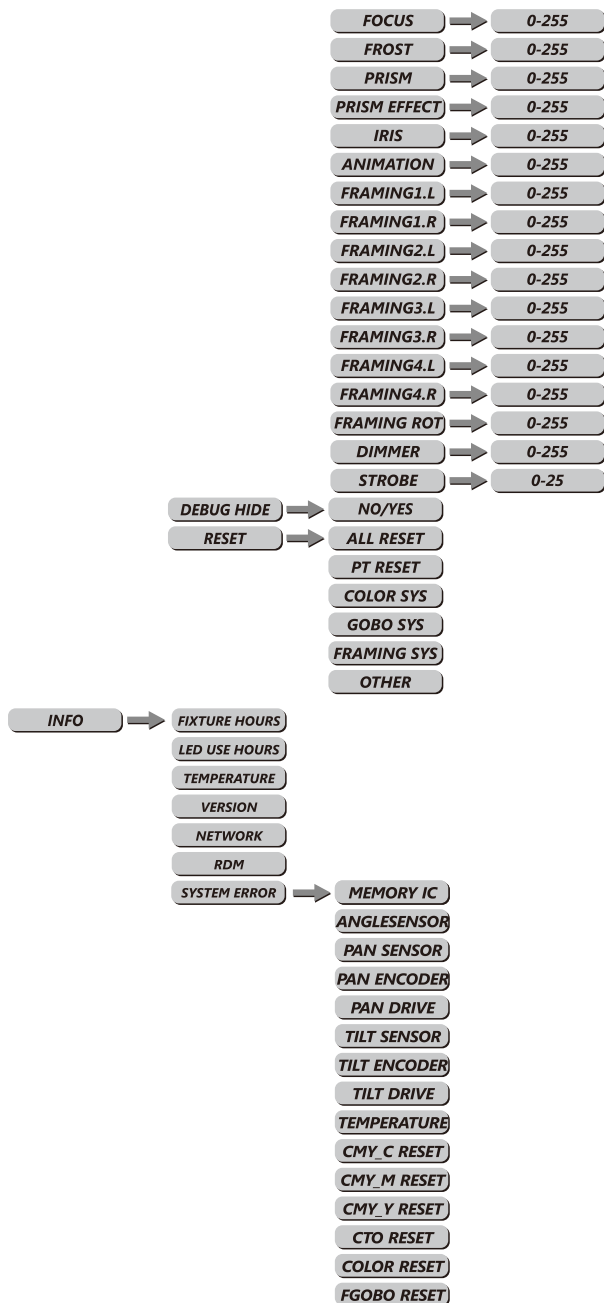 FOCUS 0-255
FROST 0-255
PRISM 0-255
PRISM EFFECT 0-255
IRIS 0-255
ANIMATION 0-255
FRAMING1.L 0-255
FRAMING1.R 0-255
FRAMING2.L 0-255
FRAMING2.R 0-255
FRAMING3.L 0-255
FRAMING3.R 0-255
FRAMING4.L 0-255
FRAMING4.R 0-255
FRAMING ROT 0-255
DIMMER 0-255
STROBE 0-25
DEBUG HIDE NO/YES
RESET ALL RESET
PT RESET
COLOR SYS
GOBO SYS
FRAMING SYS
OTHER
INFO FIXTURE HOURS
LED USE HOURS
TEMPERATURE
VERSION
NETWORK
RDM
SYSTEM ERROR MEMORY IC
ANGLESENSOR
PAN SENSOR
PAN ENCODER
PAN DRIVE
TILT SENSOR
TILT ENCODER
TILT DRIVE
TEMPERATURE
CMY_C RESET
CMY_M RESET
CMY_Y RESET
CTO RESET
COLOR RESET
FGOBO RESET